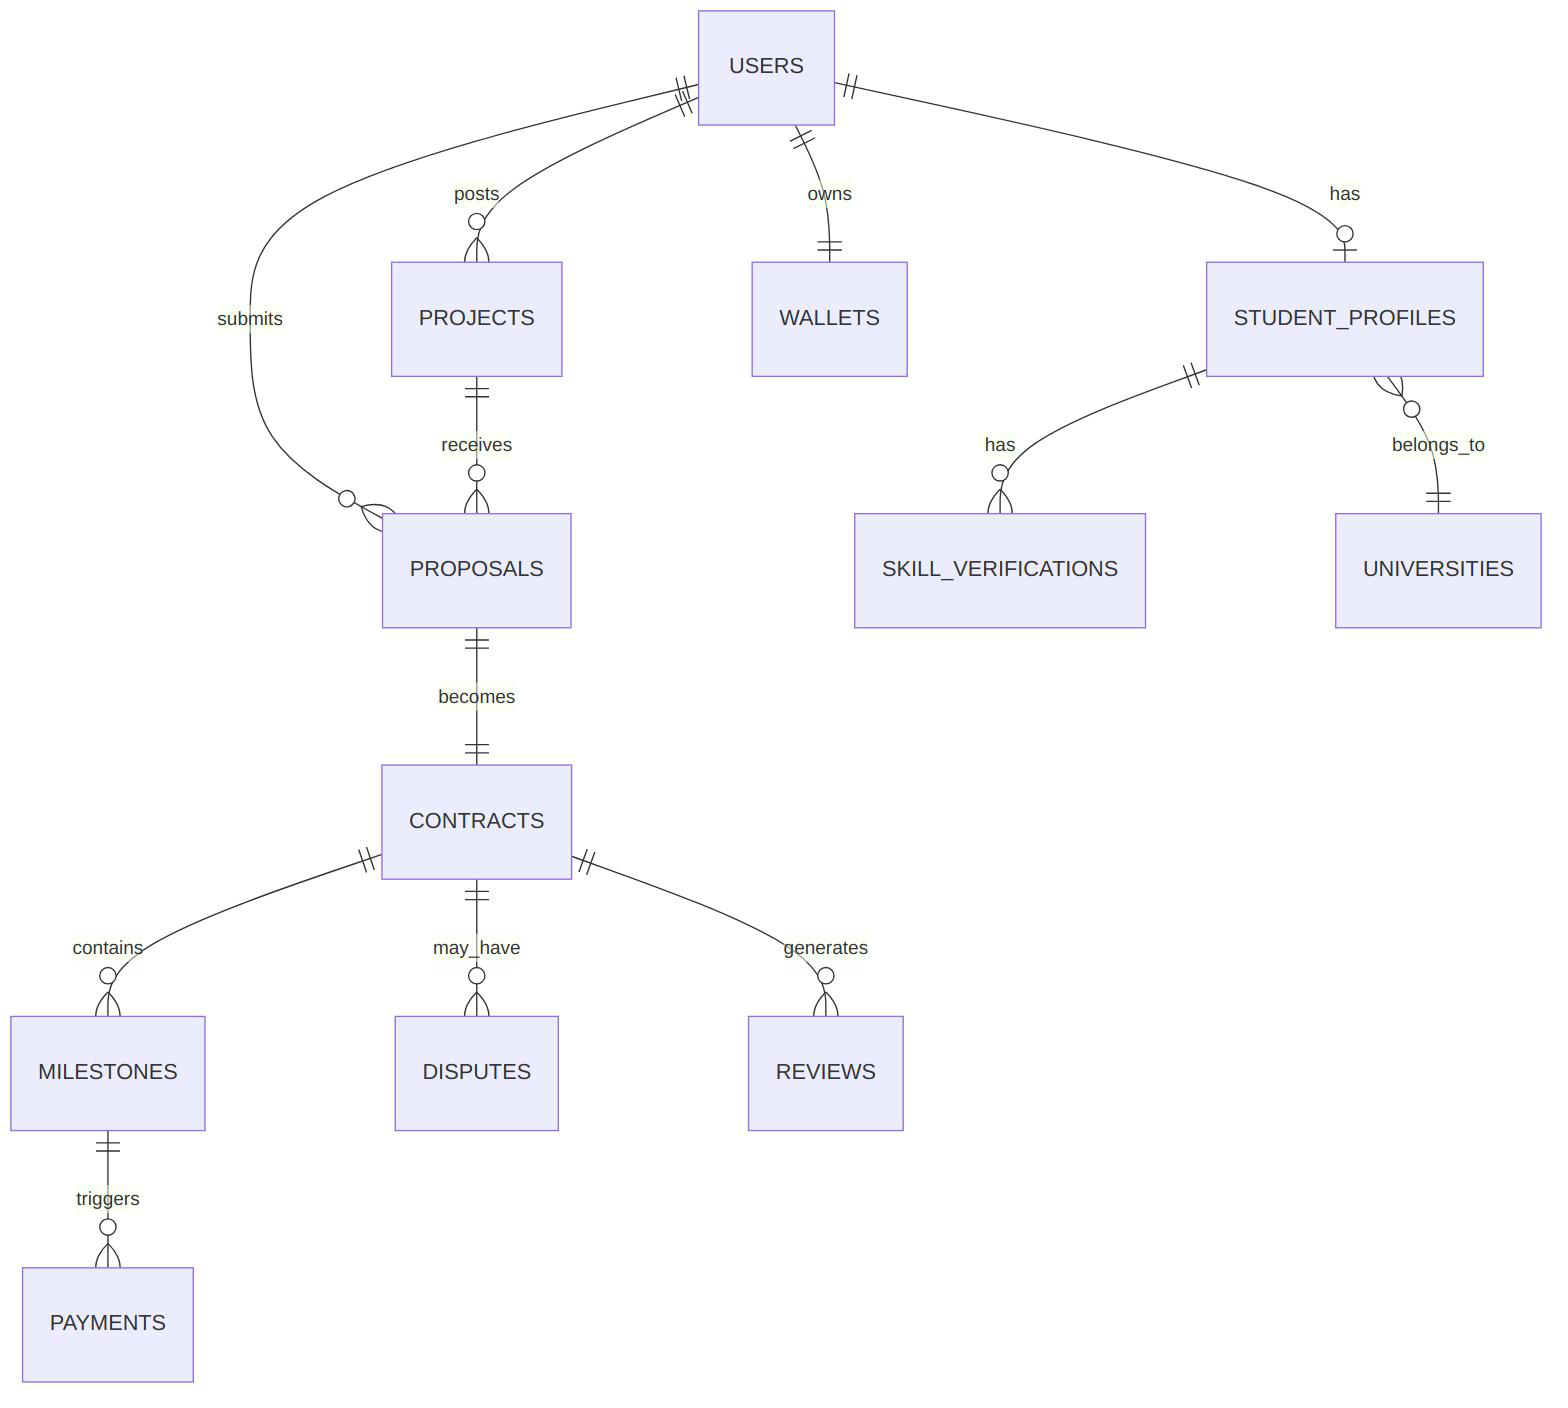 USERS
posts
owns
has
submits
PROJECTS
WALLETS
STUDENT_PROFILES
receives
has
belongs_to
PROPOSALS
SKILL_VERIFICATIONS
UNIVERSITIES
becomes
CONTRACTS
contains
may_have
generates
MILESTONES
DISPUTES
REVIEWS
triggers
PAYMENTS